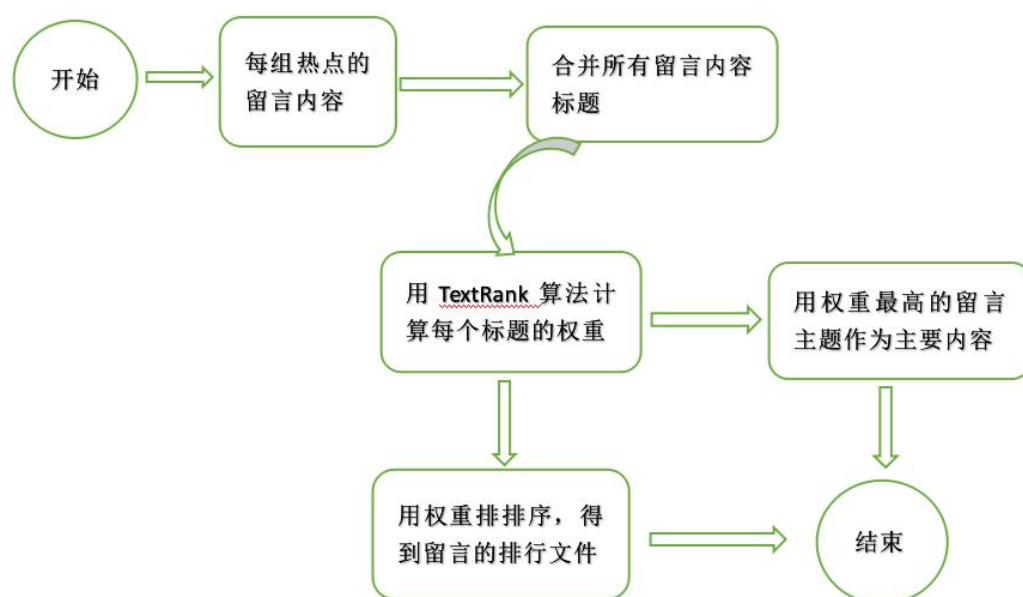 开始
每组热点的
留言内容
合并所有留言内容
标题
用 TextRank 算法计
算每个标题的权重
用权重最高的留言
主题作为主要内容
用权重排排序，得
到留言的排行文件
结束